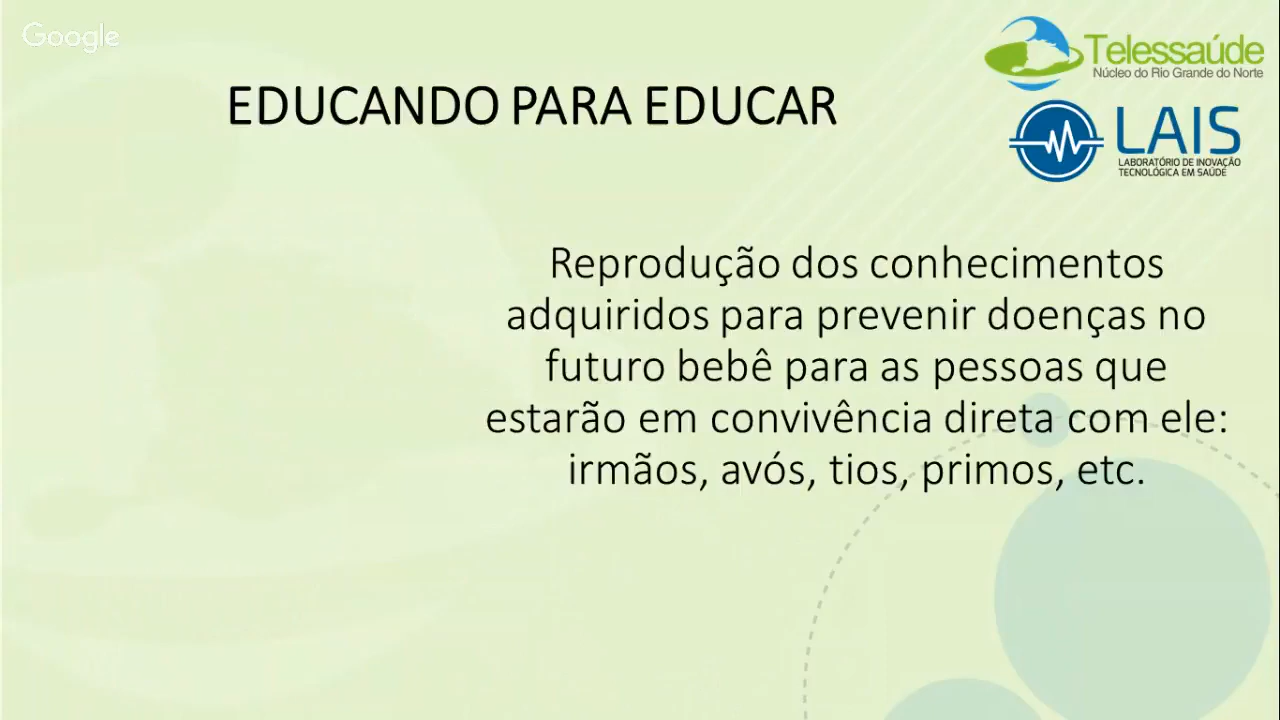 Google
Telessaúde
Núcleo do Rio Grande do Norte
EDUCANDO PARA EDUCAR
LAIS
LABORATÓRIO DE INOVAÇÃO
TECNOLÓGICA EM SAÚDE
Reprodução dos conhecimentos
adquiridos para prevenir doenças no
futuro bebê para as pessoas que
estarão em convivência direta com ele:
irmãos, avós, tios, primos, etc.